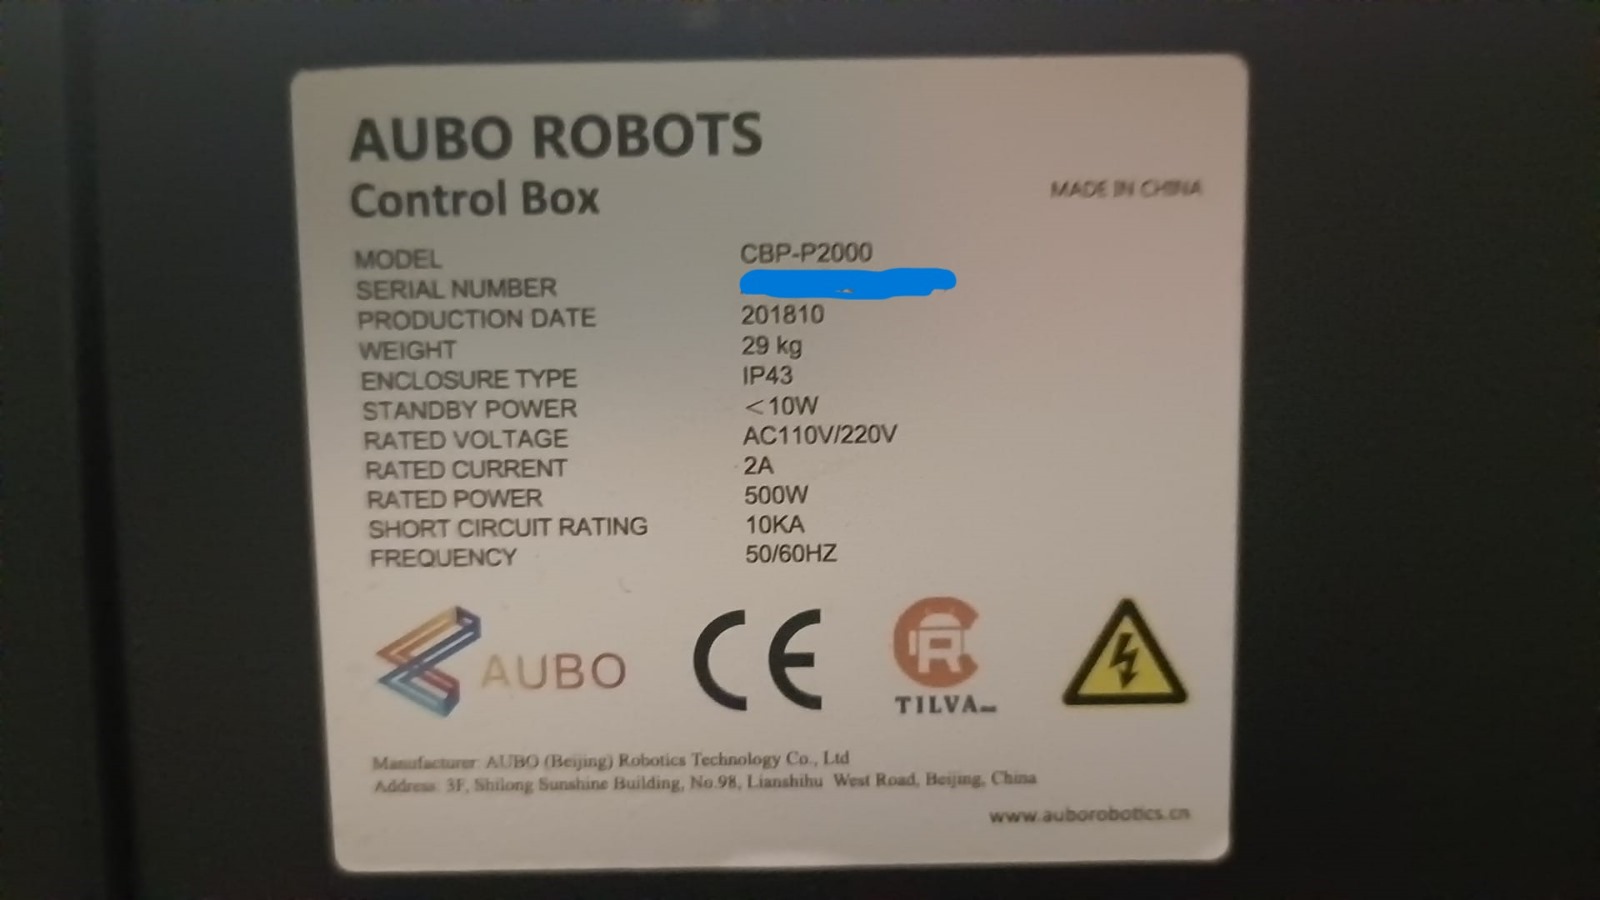 AUBO ROBOTS
Control Box
MADE IN CHINA
MODEL CBP-P2000
SERIAL NUMBER
PRODUCTION DATE 201810
WEIGHT 29 kg
ENCLOSURE TYPE IP43
STANDBY POWER <10W
RATED VOLTAGE AC110V/220V
RATED CURRENT 2A
RATED POWER 500W
SHORT CIRCUIT RATING 10KA
FREQUENCY 50/60HZ
AUBO
CE
CR
TILVA
Manufacturer: AUBO (Beijing) Robotics Technology Co., Ltd
Address: 3F, Shilong Sunshine Building, No.98, Lianshihu West Road, Beijing, China
www.auborobotics.cn